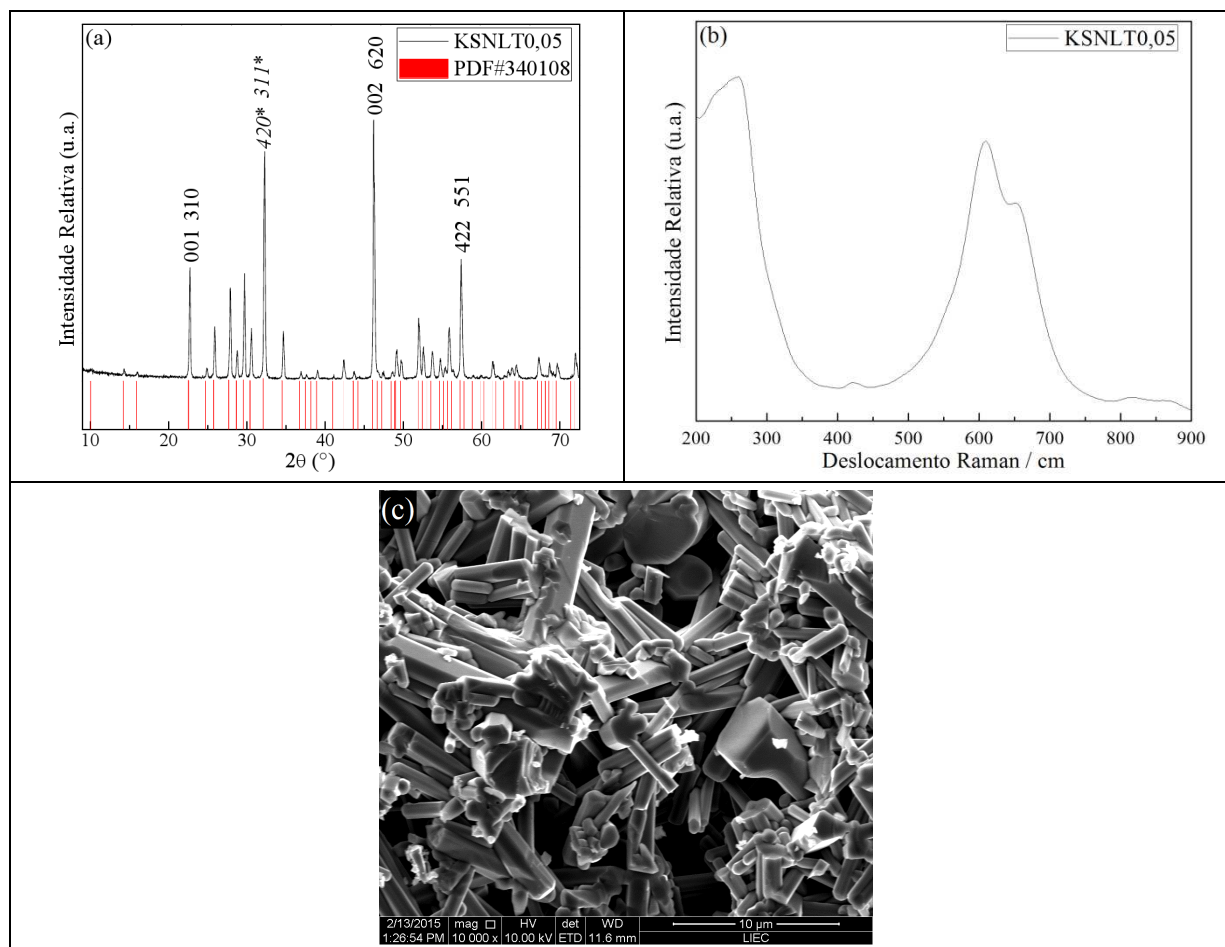 (a)
KSNLT0,05
PDF#340108
001 310
420* 311*
002 620
422 551
Intensidade Relativa (u.a.)
10 20 30 40 50 60 70
2θ (°)
(b)
KSNLT0,05
Intensidade Relativa (u.a.)
200 300 400 500 600 700 800 900
Deslocamento Raman / cm
(c)
2/13/2015 mag HV det WD 10 µm
1:26:54 PM 10 000 x 10.00 kV ETD 11.6 mm LIEC